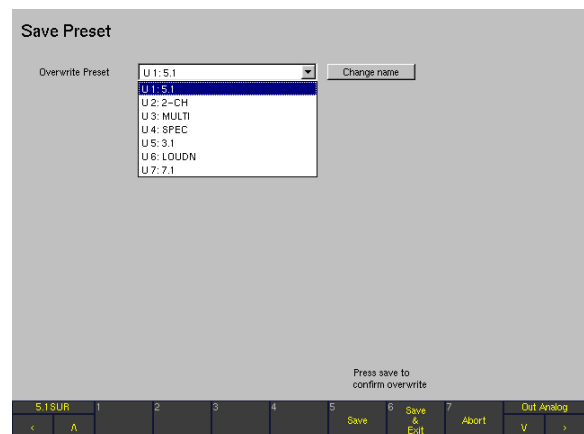 Save Preset
Overwrite Preset
U 1: 5.1
Change name
U 1: 5.1
U 2: 2-CH
U 3: MULTI
U 4: SPEC
U 5: 3.1
U 6: LOUDN
U 7: 7.1
Press save to
confirm overwrite
5.1SUR
1
2
3
4
5
Save
6
Save
&
Exit
7
Abort
Out Analog
<
Λ
V
>